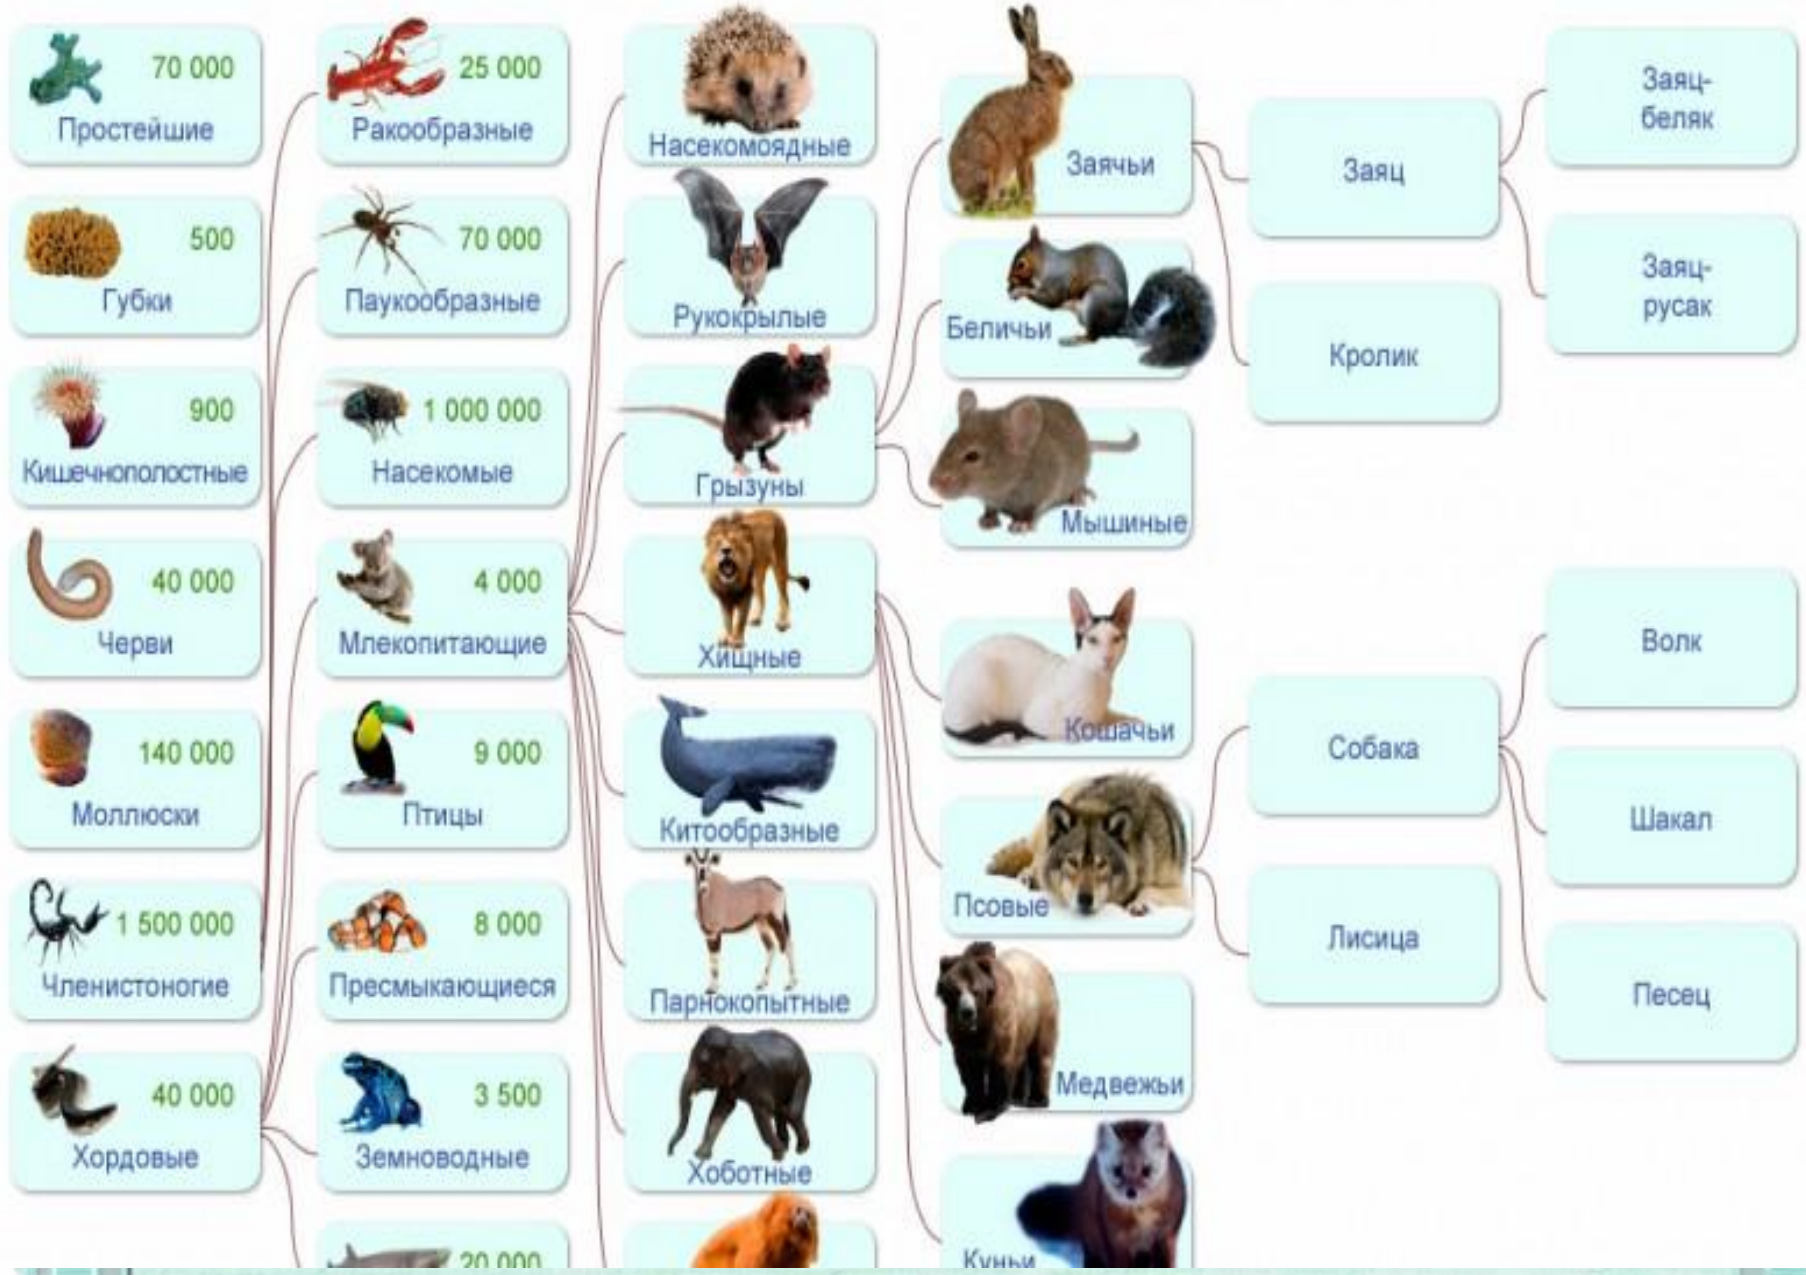 70 000
Простейшие
500
Губки
900
Кишечнополостные
40 000
Черви
140 000
Моллюски
1 500 000
Членистоногие
40 000
Хордовые
25 000
Ракообразные
70 000
Паукообразные
1 000 000
Насекомые
4 000
Млекопитающие
9 000
Птицы
8 000
Пресмыкающиеся
3 500
Земноводные
20 000
Насекомоядные
Рукокрылые
Грызуны
Хищные
Китообразные
Парнокопытные
Хоботные
Заячьи
Беличьи
Мышиные
Кошачьи
Псовые
Медвежьи
Куньи
Заяц
Кролик
Собака
Лисица
Заяц-
беляк
Заяц-
русак
Волк
Шакал
Песец